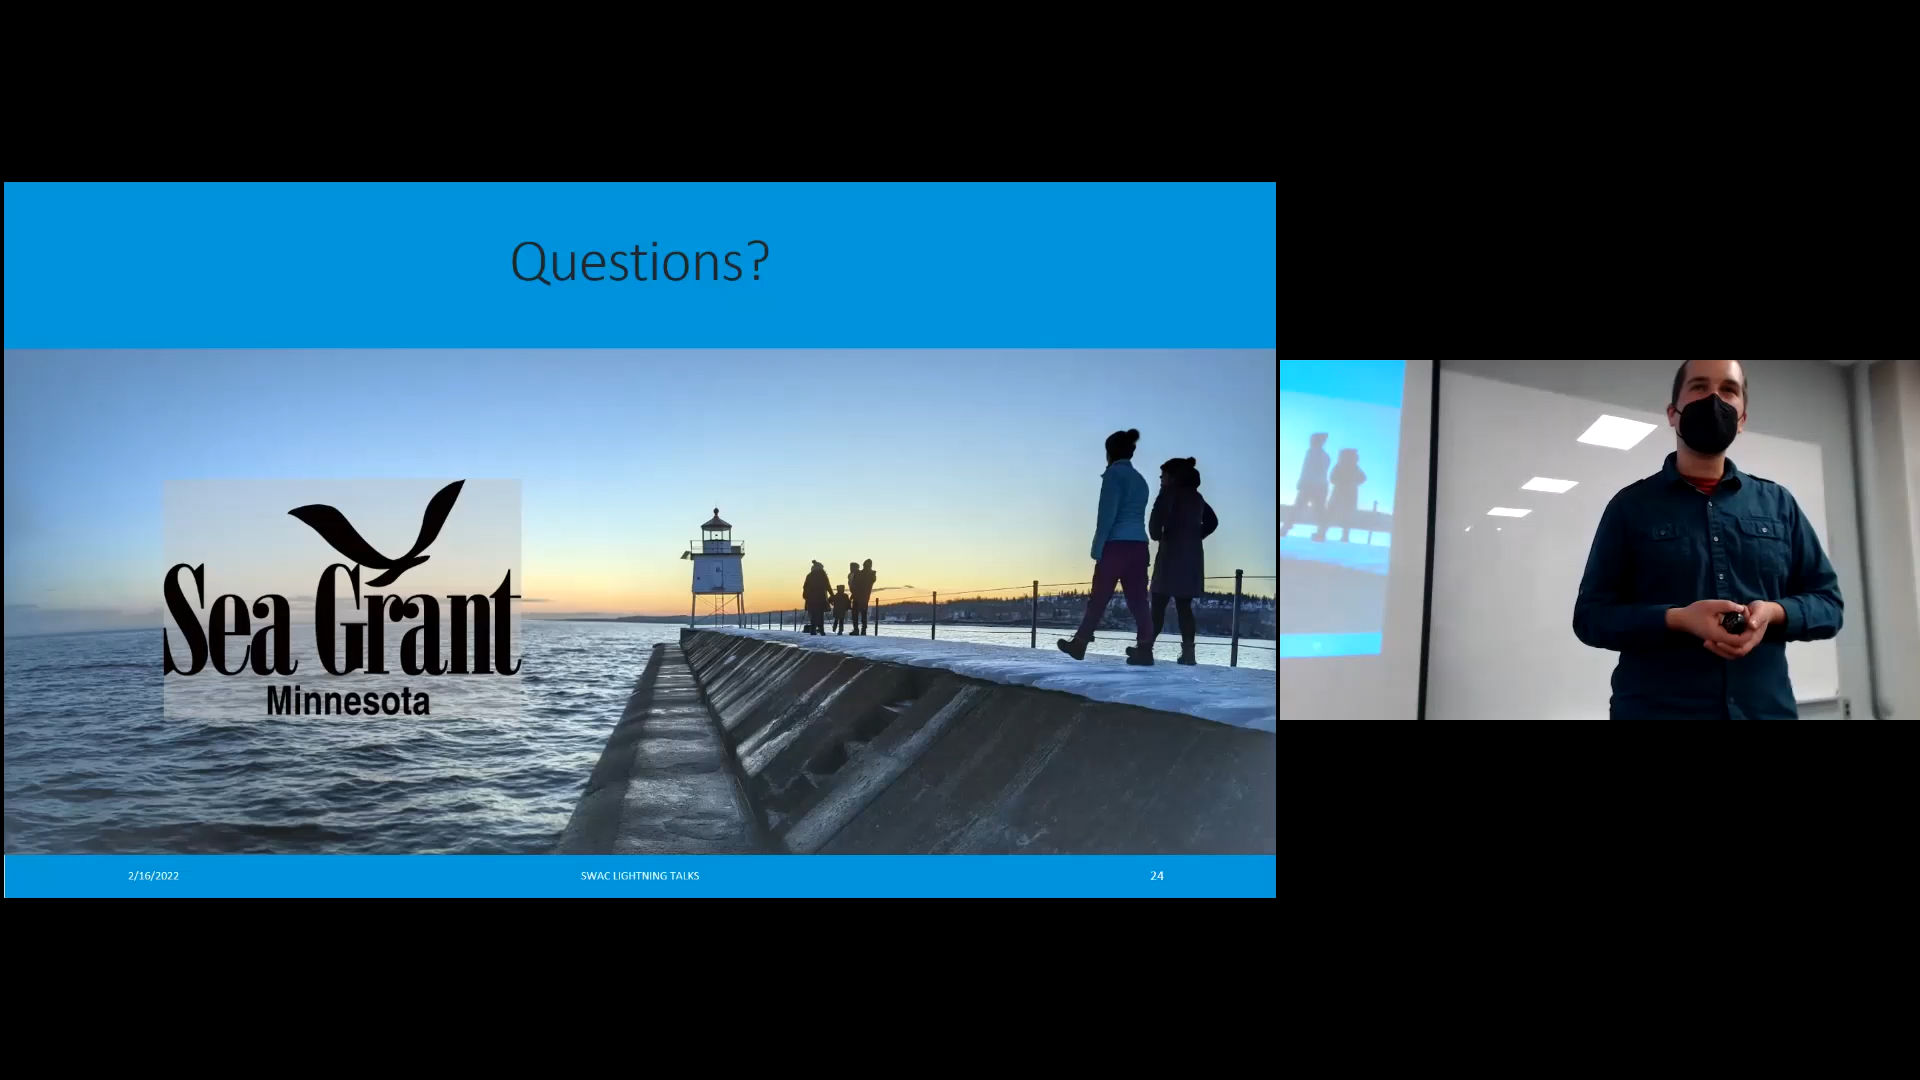 Questions?
Sea Grant
Minnesota
2/16/2022
SWAC LIGHTNING TALKS
24